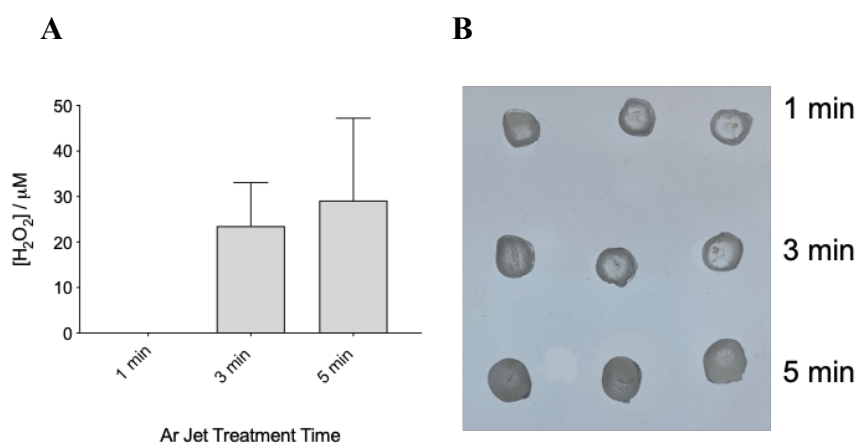 A
B
50
40
30
20
10
0
[H₂O₂] / μM
1 min
3 min
5 min
Ar Jet Treatment Time
1 min
3 min
5 min